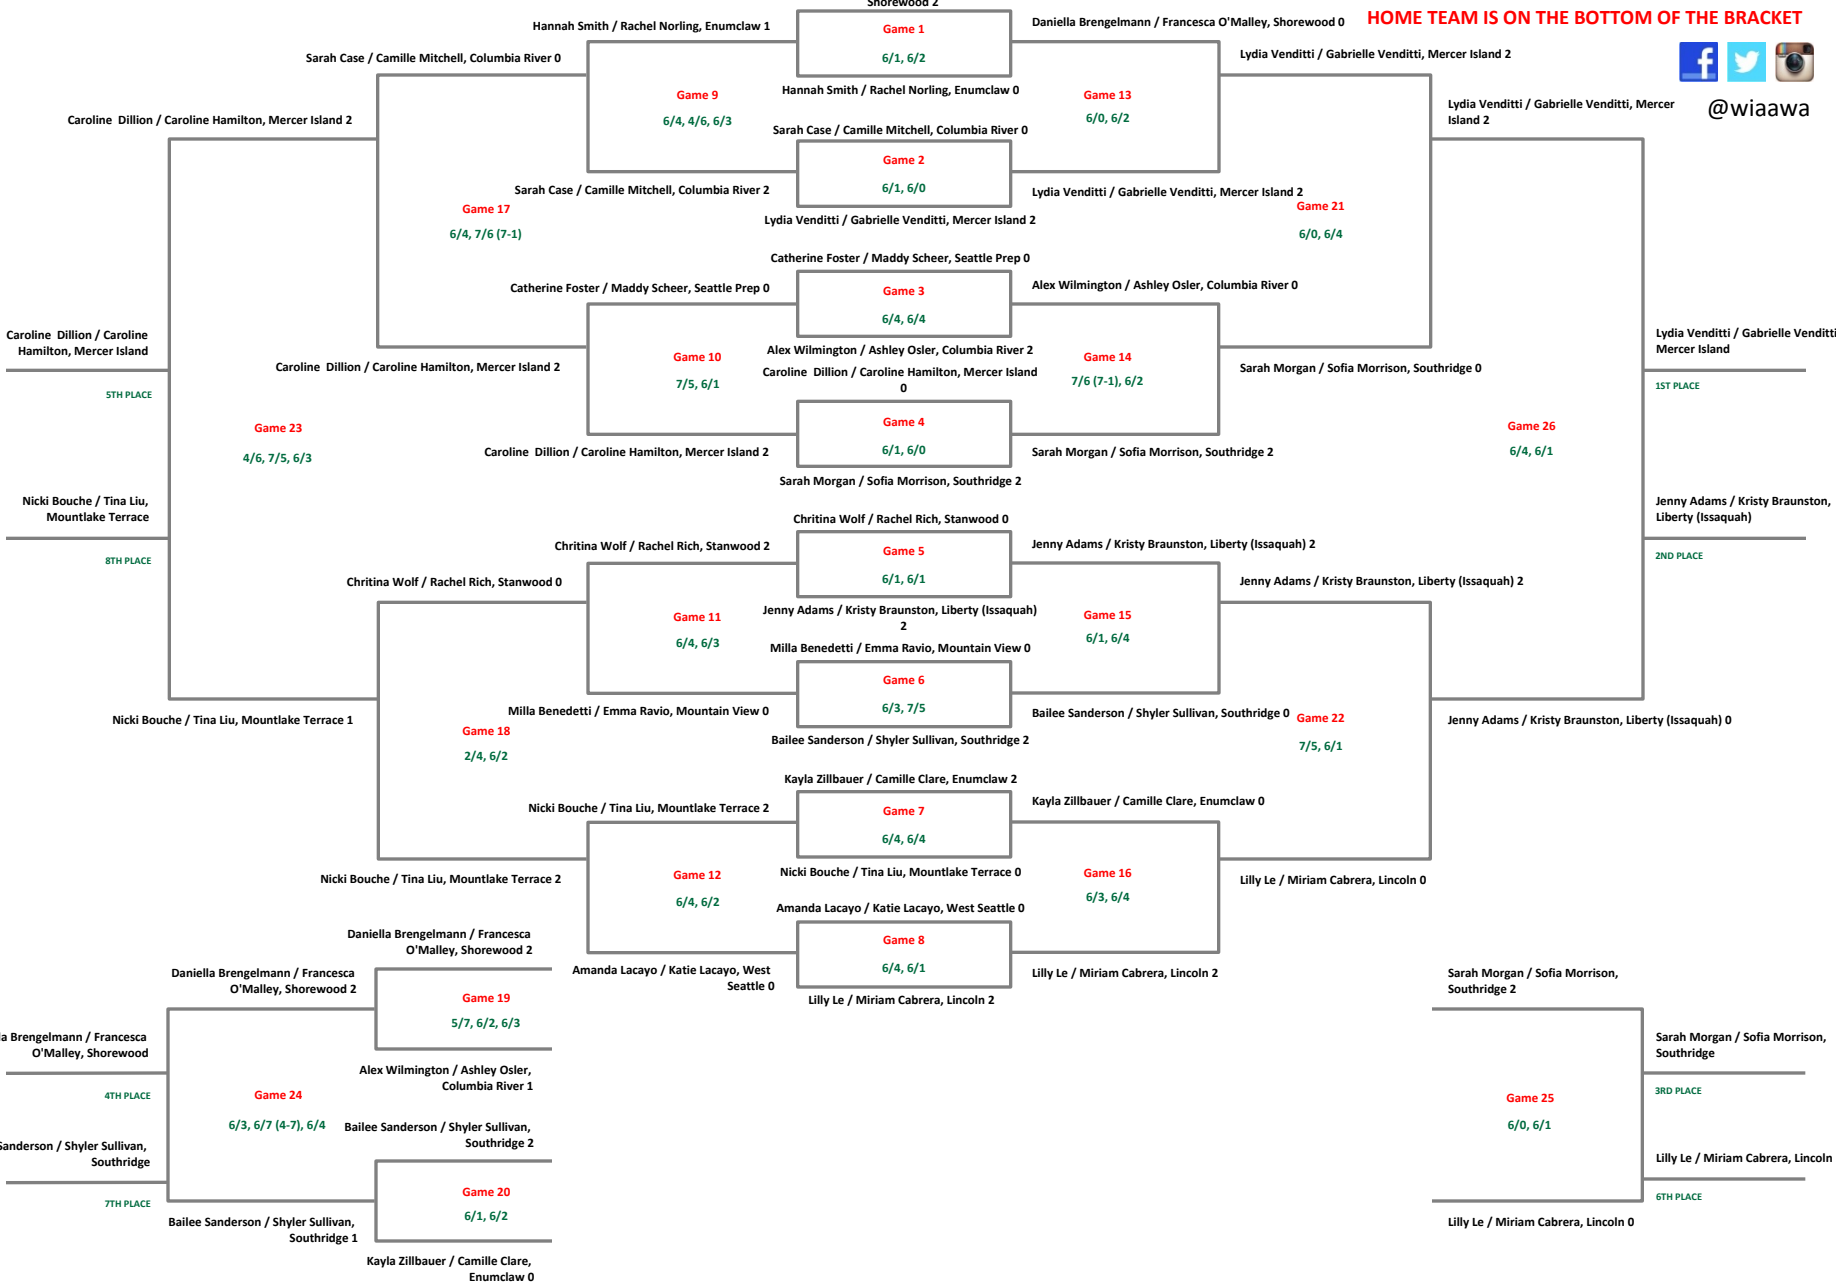 Shorewood 2
Hannah Smith / Rachel Norling, Enumclaw 1
Game 1
6/1, 6/2
Daniella Brengelmann / Francesca O'Malley, Shorewood 0
HOME TEAM IS ON THE BOTTOM OF THE BRACKET
Sarah Case / Camille Mitchell, Columbia River 0
Lydia Venditti / Gabrielle Venditti, Mercer Island 2
Hannah Smith / Rachel Norling, Enumclaw 0
Game 9
6/4, 4/6, 6/3
Game 13
6/0, 6/2
Lydia Venditti / Gabrielle Venditti, Mercer
Island 2
@wiaawa
Caroline Dillion / Caroline Hamilton, Mercer Island 2
Sarah Case / Camille Mitchell, Columbia River 0
Game 2
6/1, 6/0
Sarah Case / Camille Mitchell, Columbia River 2
Lydia Venditti / Gabrielle Venditti, Mercer Island 2
Game 17
6/4, 7/6 (7-1)
Lydia Venditti / Gabrielle Venditti, Mercer Island 2
Game 21
6/0, 6/4
Catherine Foster / Maddy Scheer, Seattle Prep 0
Catherine Foster / Maddy Scheer, Seattle Prep 0
Game 3
6/4, 6/4
Alex Wilmington / Ashley Osler, Columbia River 0
Caroline Dillion / Caroline
Hamilton, Mercer Island
5TH PLACE
Lydia Venditti / Gabrielle Venditti
Mercer Island
1ST PLACE
Alex Wilmington / Ashley Osler, Columbia River 2
Caroline Dillion / Caroline Hamilton, Mercer Island 2
Game 10
7/5, 6/1
Caroline Dillion / Caroline Hamilton, Mercer Island
0
Game 14
7/6 (7-1), 6/2
Sarah Morgan / Sofia Morrison, Southridge 0
Game 23
4/6, 7/5, 6/3
Game 4
6/1, 6/0
Game 26
6/4, 6/1
Caroline Dillion / Caroline Hamilton, Mercer Island 2
Sarah Morgan / Sofia Morrison, Southridge 2
Sarah Morgan / Sofia Morrison, Southridge 2
Nicki Bouche / Tina Liu,
Mountlake Terrace
8TH PLACE
Jenny Adams / Kristy Braunston,
Liberty (Issaquah)
2ND PLACE
Chritina Wolf / Rachel Rich, Stanwood 0
Chritina Wolf / Rachel Rich, Stanwood 2
Game 5
6/1, 6/1
Jenny Adams / Kristy Braunston, Liberty (Issaquah) 2
Chritina Wolf / Rachel Rich, Stanwood 0
Jenny Adams / Kristy Braunston, Liberty (Issaquah) 2
Game 11
6/4, 6/3
Jenny Adams / Kristy Braunston, Liberty (Issaquah)
2
Game 15
6/1, 6/4
Milla Benedetti / Emma Ravio, Mountain View 0
Game 6
6/3, 7/5
Milla Benedetti / Emma Ravio, Mountain View 0
Bailee Sanderson / Shyler Sullivan, Southridge 0
Nicki Bouche / Tina Liu, Mountlake Terrace 1
Game 18
2/4, 6/2
Bailee Sanderson / Shyler Sullivan, Southridge 2
Game 22
7/5, 6/1
Jenny Adams / Kristy Braunston, Liberty (Issaquah) 0
Kayla Zillbauer / Camille Clare, Enumclaw 2
Nicki Bouche / Tina Liu, Mountlake Terrace 2
Game 7
6/4, 6/4
Kayla Zillbauer / Camille Clare, Enumclaw 0
Nicki Bouche / Tina Liu, Mountlake Terrace 2
Game 12
6/4, 6/2
Nicki Bouche / Tina Liu, Mountlake Terrace 0
Game 16
6/3, 6/4
Lilly Le / Miriam Cabrera, Lincoln 0
Amanda Lacayo / Katie Lacayo, West Seattle 0
Game 8
6/4, 6/1
Daniella Brengelmann / Francesca
O'Malley, Shorewood 2
Amanda Lacayo / Katie Lacayo, West
Seattle 0
Lilly Le / Miriam Cabrera, Lincoln 2
Lilly Le / Miriam Cabrera, Lincoln 2
Daniella Brengelmann / Francesca
O'Malley, Shorewood 2
Game 19
5/7, 6/2, 6/3
Sarah Morgan / Sofia Morrison,
Southridge 2
Brengelmann / Francesca
O'Malley, Shorewood
4TH PLACE
Alex Wilmington / Ashley Osler,
Columbia River 1
Sarah Morgan / Sofia Morrison,
Southridge
3RD PLACE
Game 24
6/3, 6/7 (4-7), 6/4
Game 25
6/0, 6/1
Bailee Sanderson / Shyler Sullivan,
Southridge 2
Sanderson / Shyler Sullivan,
Southridge
7TH PLACE
Lilly Le / Miriam Cabrera, Lincoln
6TH PLACE
Game 20
6/1, 6/2
Bailee Sanderson / Shyler Sullivan,
Southridge 1
Lilly Le / Miriam Cabrera, Lincoln 0
Kayla Zillbauer / Camille Clare,
Enumclaw 0